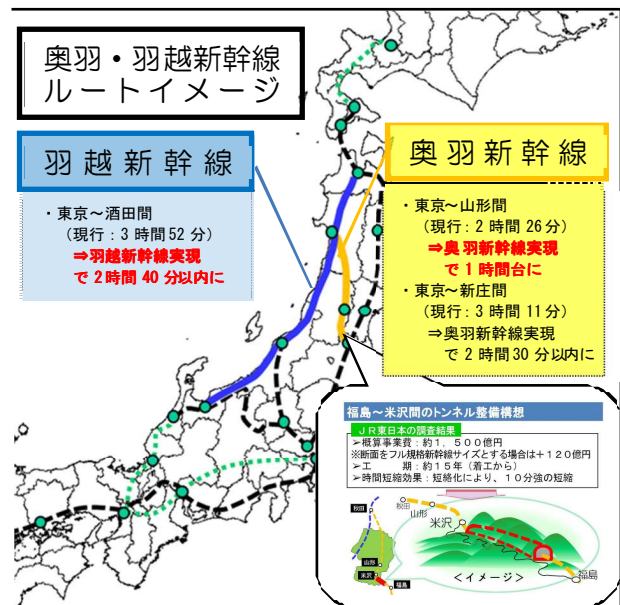 奥羽・羽越新幹線
ルートイメージ
羽越新幹線
・東京~酒田間
(現行:3時間52分)
⇒羽越新幹線実現
で2時間40分以内に
奥羽新幹線
・東京~山形間
(現行:2時間26分)
⇒奥羽新幹線実現
で1時間台に
・東京~新庄間
(現行:3時間11分)
⇒奥羽新幹線実現
で2時間30分以内に
福島~米沢間のトンネル整備構想
JR東日本の調査結果
➢概算事業費:約1,500億円
※断面をフル規格新幹線サイズとする場合は+120億円
➢工 期:約15年(着工から)
➢時間短縮効果:短絡化により、10分強の短縮
秋田
山形
米沢
福島
秋田
山形
米沢
福島
<イメージ>